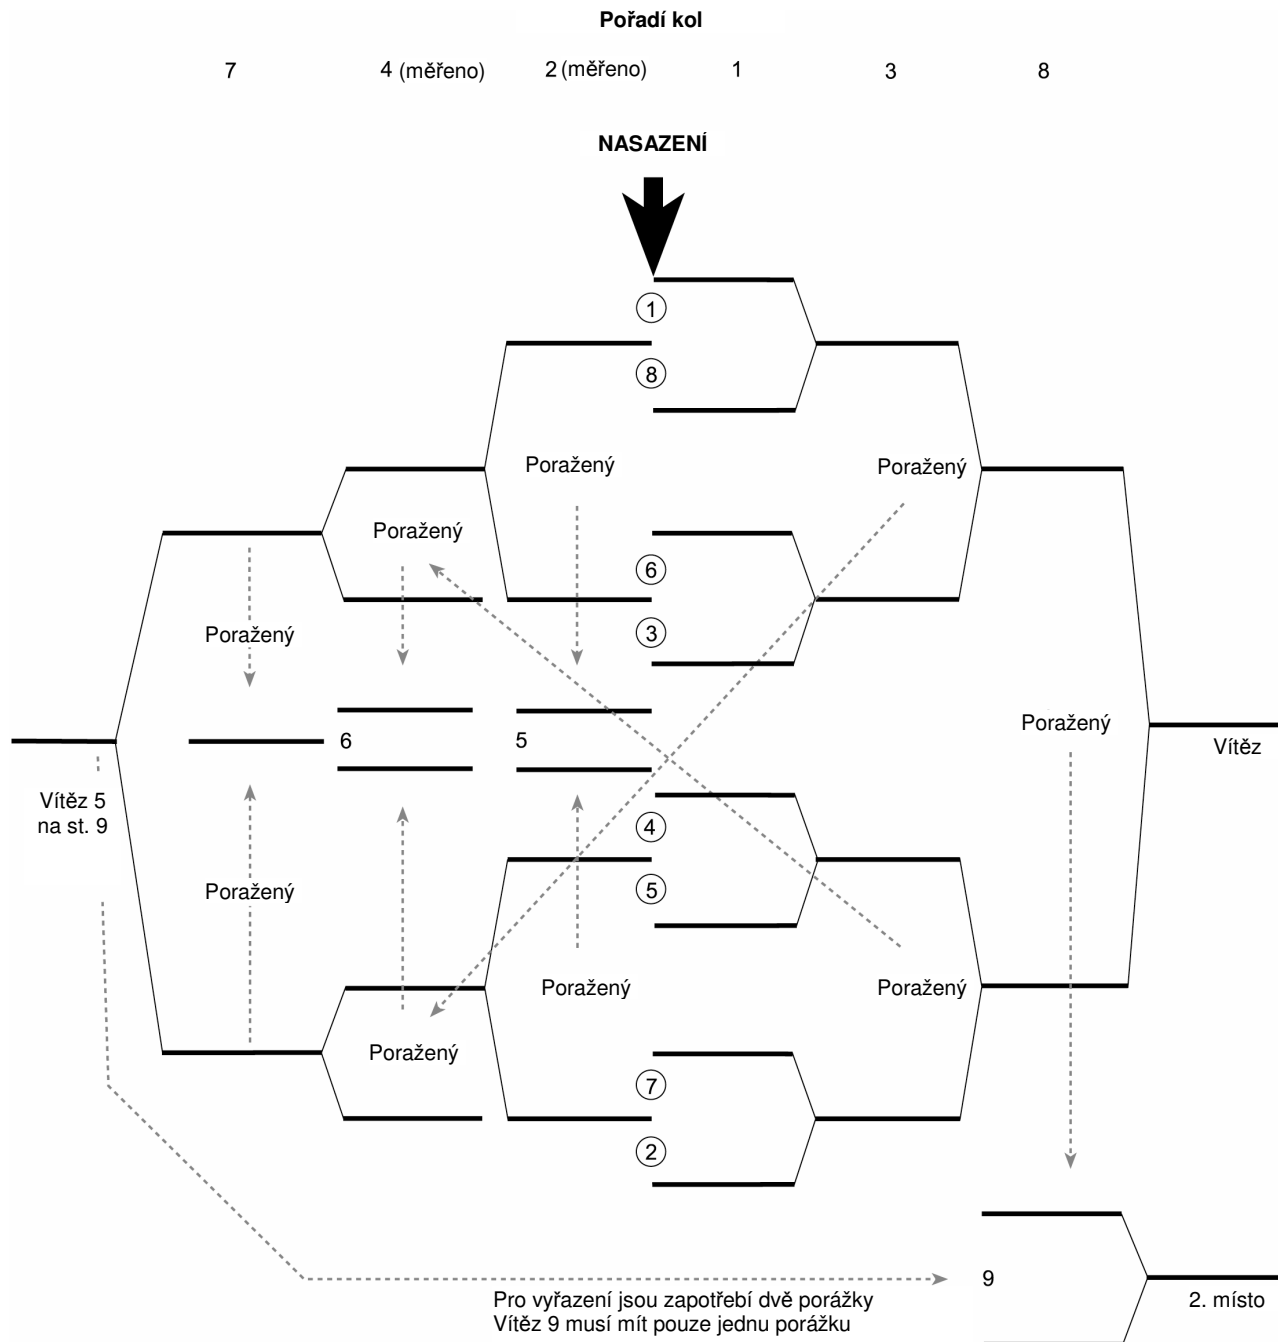 Pořadí kol
7 4 (měřeno) 2 (měřeno) 1 3 8
NASAZENÍ
1
8
Poražený Poražený
Poražený
6
3
Poražený
Poražený
6 5
Vítěz
Vítěz 5
na st. 9
4
5
Poražený
Poražený Poražený
Poražený
7
2
9
2. místo
Pro vyřazení jsou zapotřebí dvě porážky
Vítěz 9 musí mít pouze jednu porážku